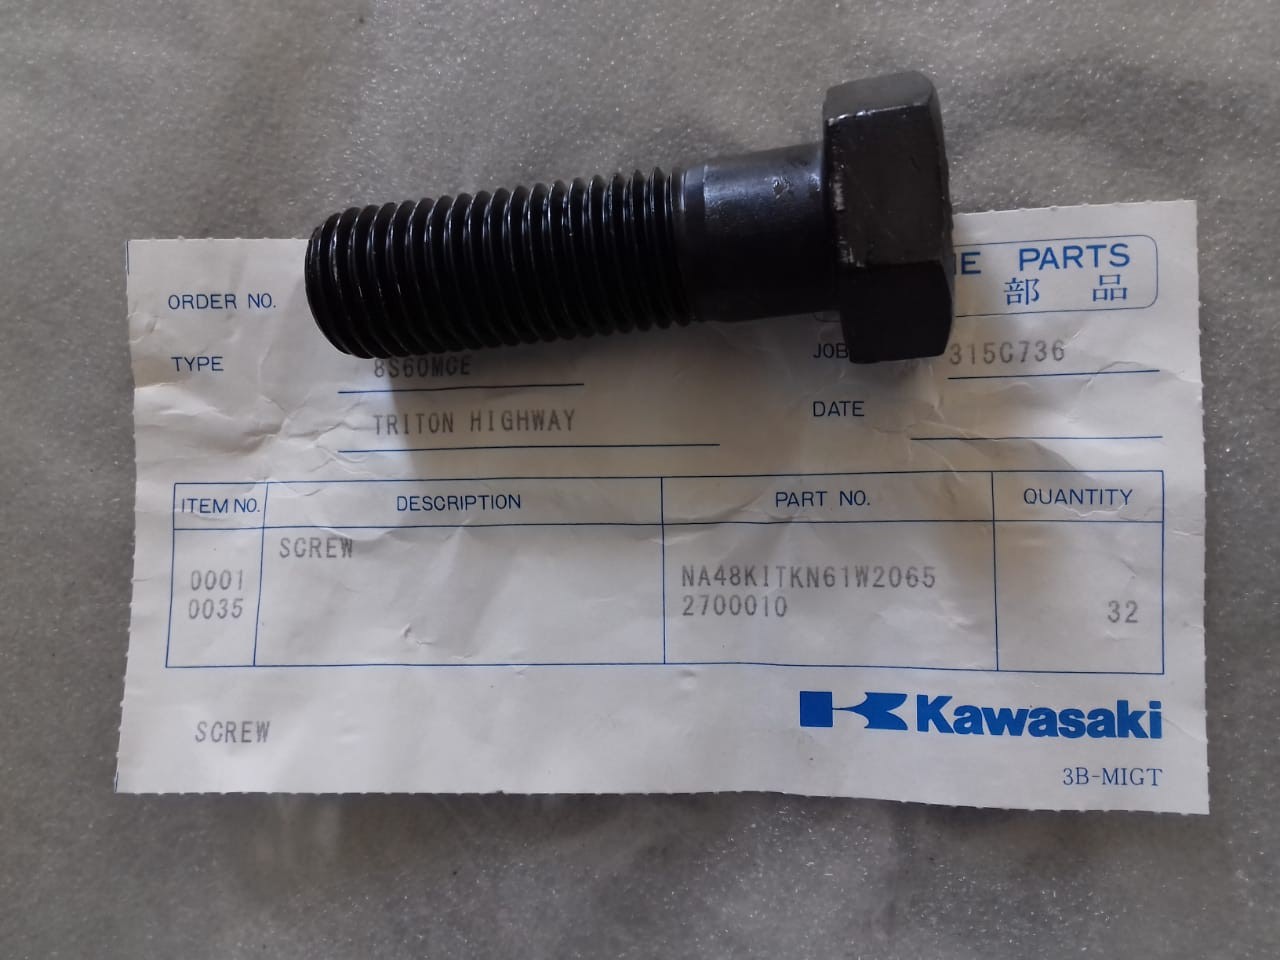 NE PARTS
部 品
ORDER NO.
TYPE 8S60MCE JOB 315C736
TRITON HIGHWAY DATE
ITEM NO. DESCRIPTION PART NO. QUANTITY
SCREW
0001 NA48KITKN61W2065
0035 2700010 32
Kawasaki
SCREW
3B-MIGT